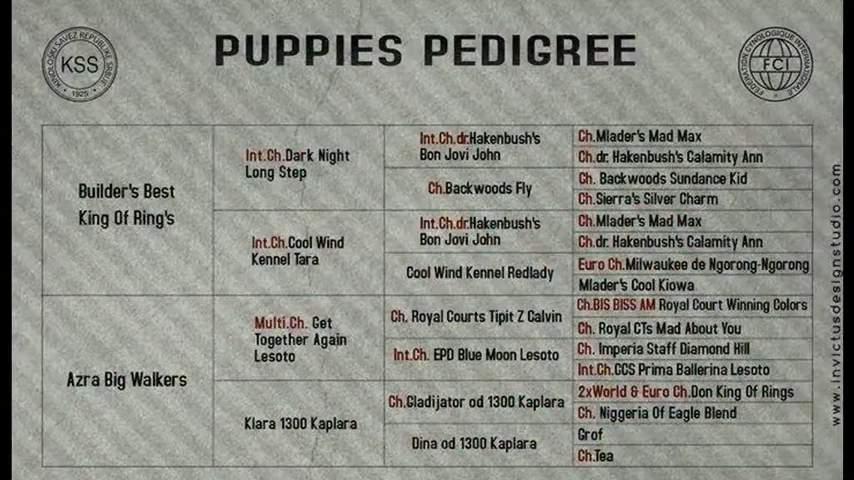 PUPPIES PEDIGREE
KINOLOŠKI SAVEZ REPUBLIKE SRBIJE
KSS
1925
FEDERATION CYNOLOGIQUE INTERNATIONALE
FCI
Builder's Best
King Of Ring's
Int.Ch.Dark Night
Long Step
Int.Ch.dr.Hakenbush's
Bon Jovi John
Ch.Mlader's Mad Max
Ch.dr. Hakenbush's Calamity Ann
Ch.Backwoods Fly
Ch. Backwoods Sundance Kid
Ch.Sierra's Silver Charm
Int.Ch.Cool Wind
Kennel Tara
Int.Ch.dr.Hakenbush's
Bon Jovi John
Ch.Mlader's Mad Max
Ch.dr. Hakenbush's Calamity Ann
Cool Wind Kennel Redlady
Euro Ch.Milwaukee de Ngorong-Ngorong
Mlader's Cool Kiowa
Azra Big Walkers
Multi.Ch. Get
Together Again
Lesoto
Ch. Royal Courts Tipit Z Calvin
Ch.BIS BISS AM Royal Court Winning Colors
Ch. Royal CTs Mad About You
Int.Ch. EPD Blue Moon Lesoto
Ch. Imperia Staff Diamond Hill
Int.Ch.CCS Prima Ballerina Lesoto
Klara 1300 Kaplara
Ch.Gladijator od 1300 Kaplara
2xWorld & Euro Ch.Don King Of Rings
Ch. Niggeria Of Eagle Blend
Dina od 1300 Kaplara
Grof
Ch.Tea
www.invictusdesignstudio.com